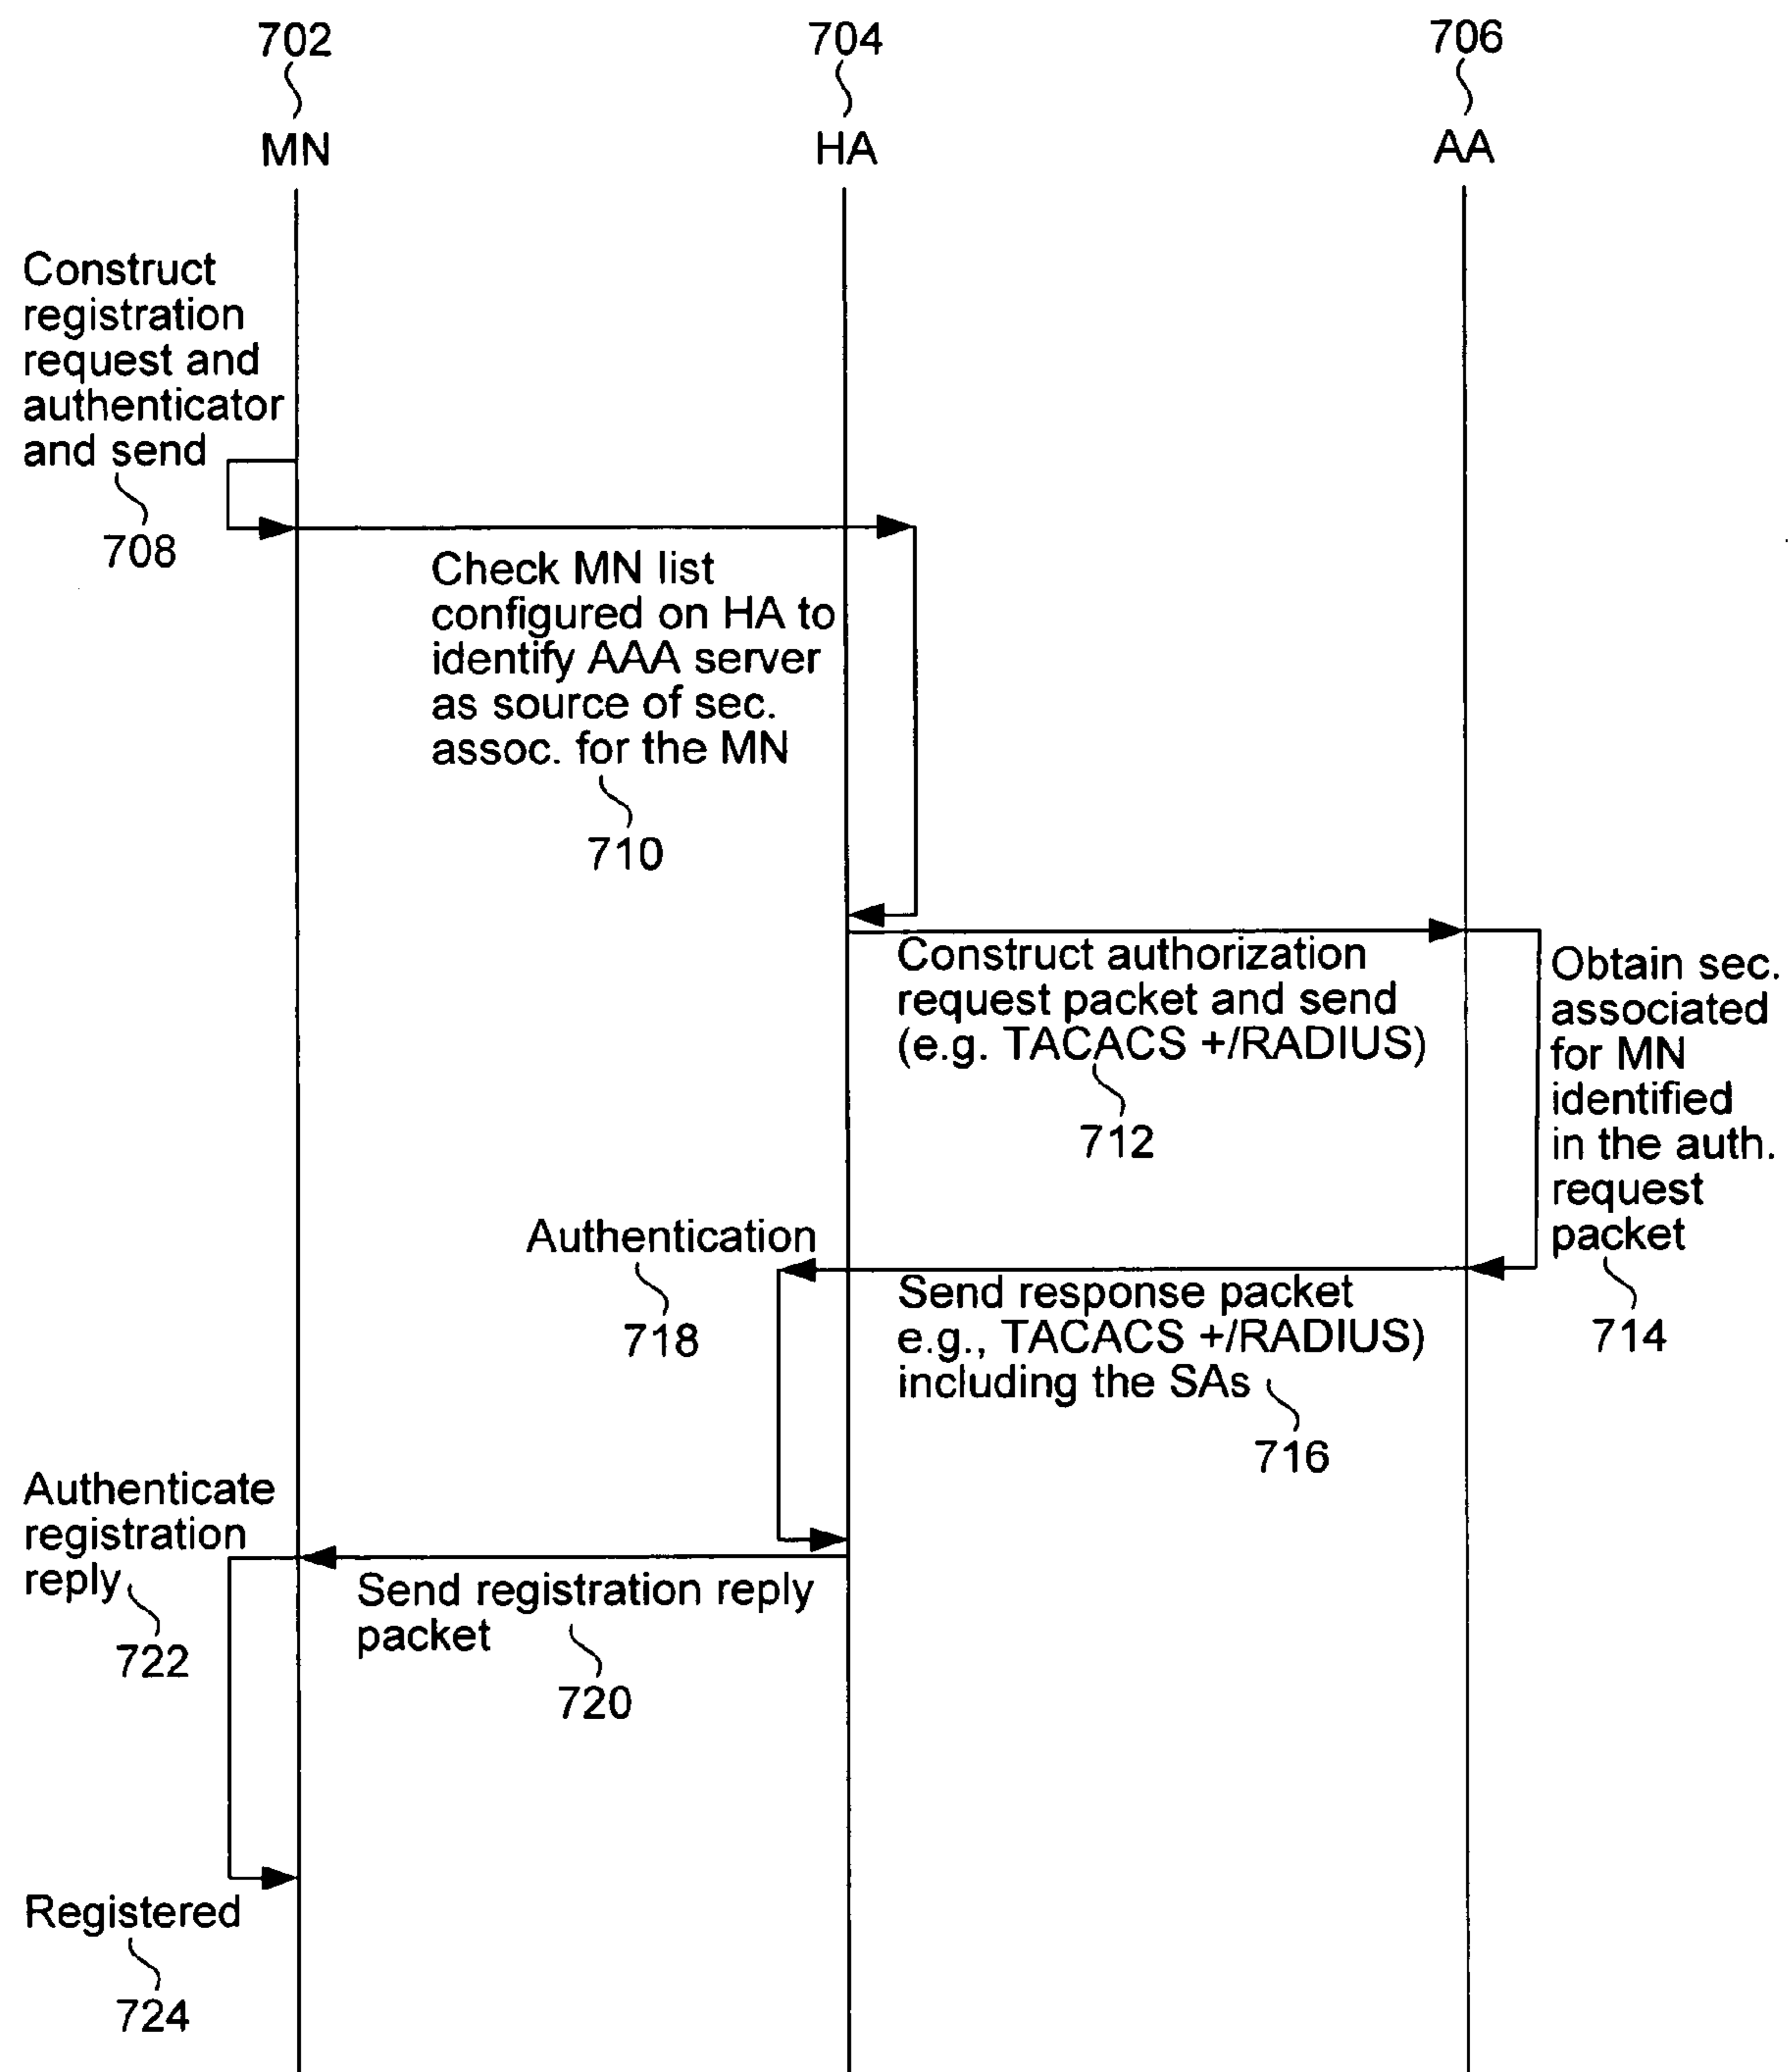 702
704
706
MN
HA
AA
Construct
registration
request and
authenticator
and send
708
Check MN list
configured on HA to
identify AAA server
as source of sec.
assoc. for the MN
710
Construct authorization
request packet and send
(e.g. TACACS +/RADIUS)
712
Obtain sec.
associated
for MN
identified
in the auth.
request
packet
714
Authentication
718
Send response packet
e.g., TACACS +/RADIUS)
including the SAs
716
Authenticate
registration
reply
722
Send registration reply
packet
720
Registered
724